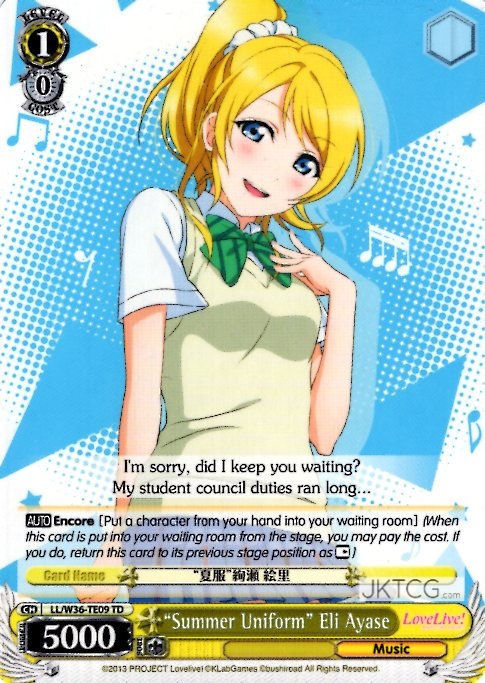 LEVEL
1
0
COST
I'm sorry, did I keep you waiting?
My student council duties ran long...
AUTO Encore [Put a character from your hand into your waiting room] (When
this card is put into your waiting room from the stage, you may pay the cost. If
you do, return this card to its previous stage position as )
Card Name
"夏服"絢瀬 絵里
JKTCG.com
CH LL/W36-TE09 TD
"Summer Uniform" Eli Ayase
LoveLive!
POWER
5000
SOUL
Music
©2013 PROJECT Lovelive! ©KLabGames ©bushiroad All Rights Reserved.